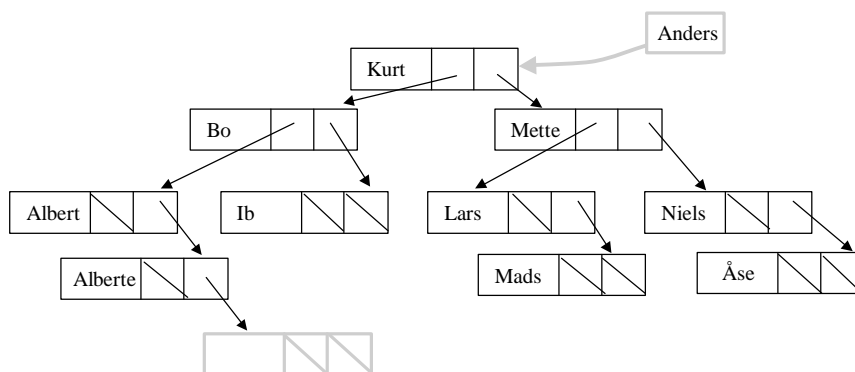 Anders
Kurt
Bo
Mette
Albert
Ib
Lars
Niels
Alberte
Mads
Åse